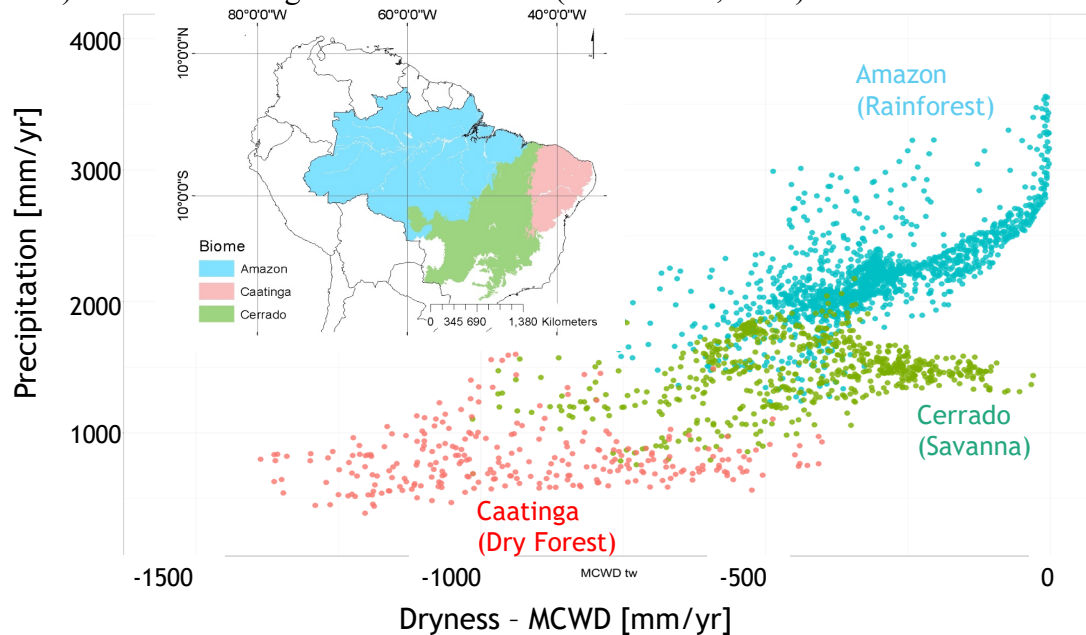 80°0'0"W 60°0'0"W 40°0'0"W
10°0'0"N
10°0'0"S
Biome
Amazon
Caatinga
Cerrado
0 345 690 1,380 Kilometers
Precipitation [mm/yr]
4000
3000
2000
1000
Amazon
(Rainforest)
Cerrado
(Savanna)
Caatinga
(Dry Forest)
-1500 -1000 MCWD tw -500 0
Dryness - MCWD [mm/yr]